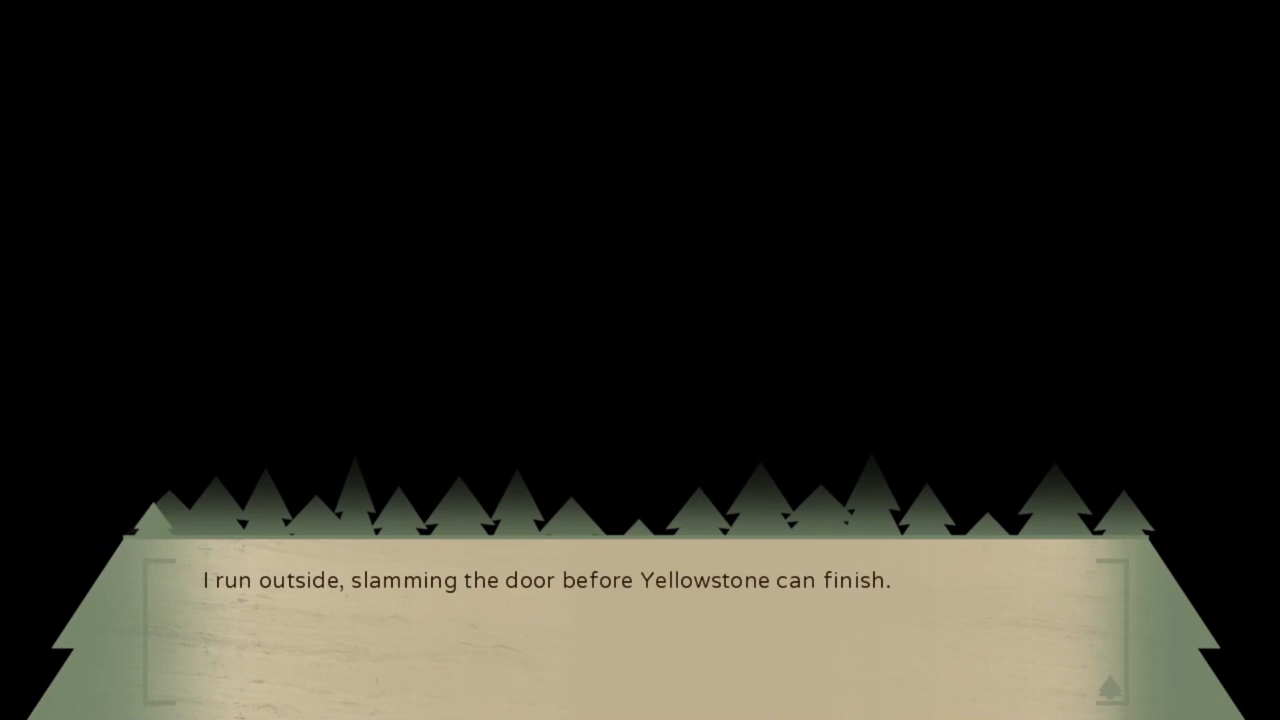 I run outside, slamming the door before Yellowstone can finish.